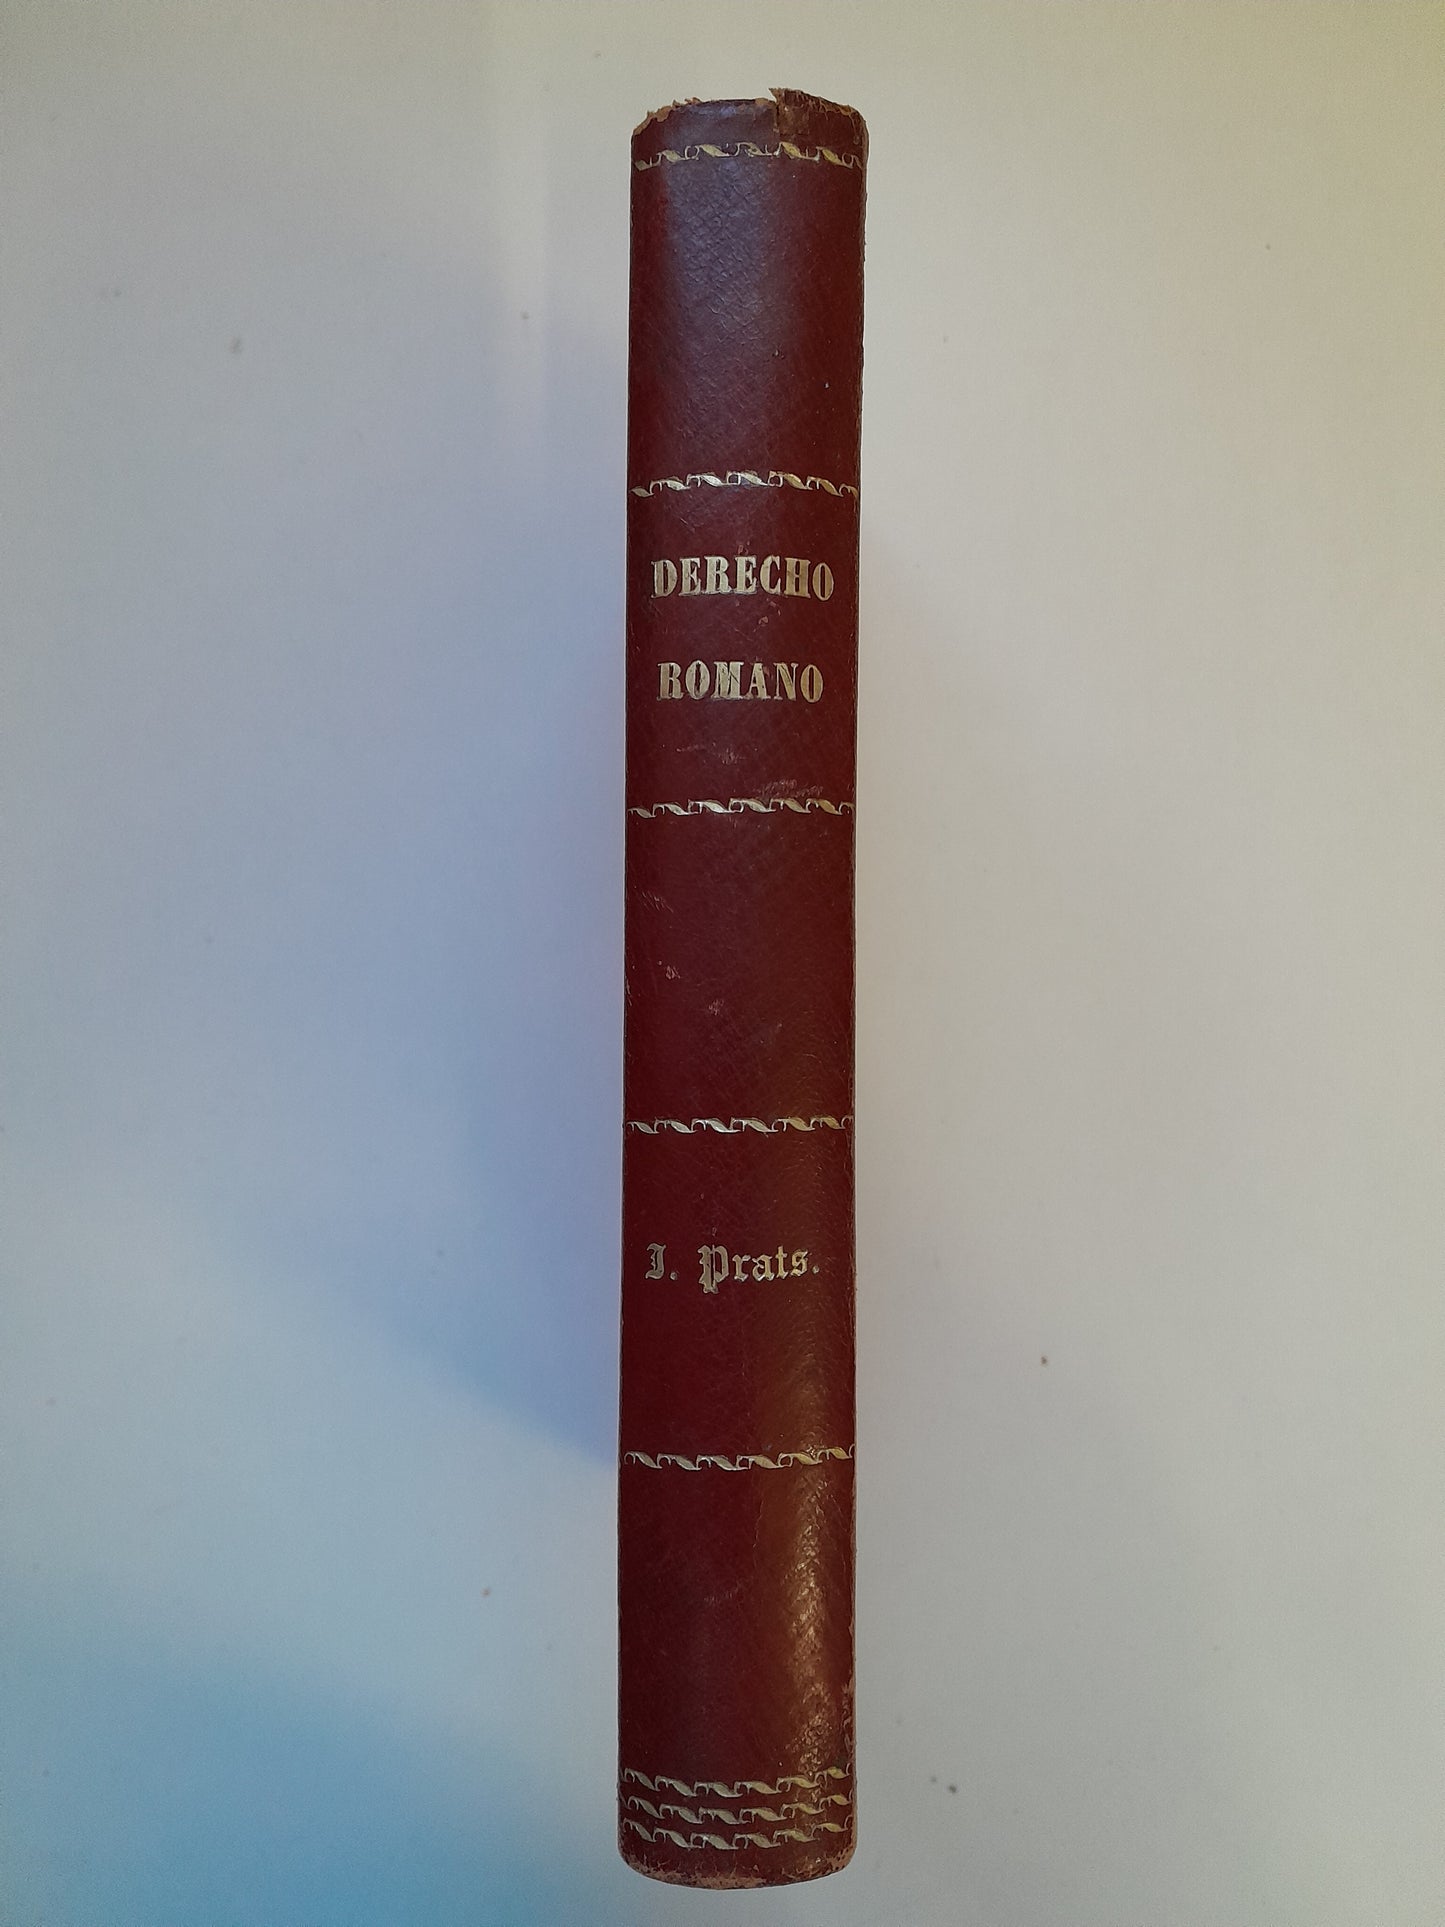 DERECHO
ROMANO
J. Prats.